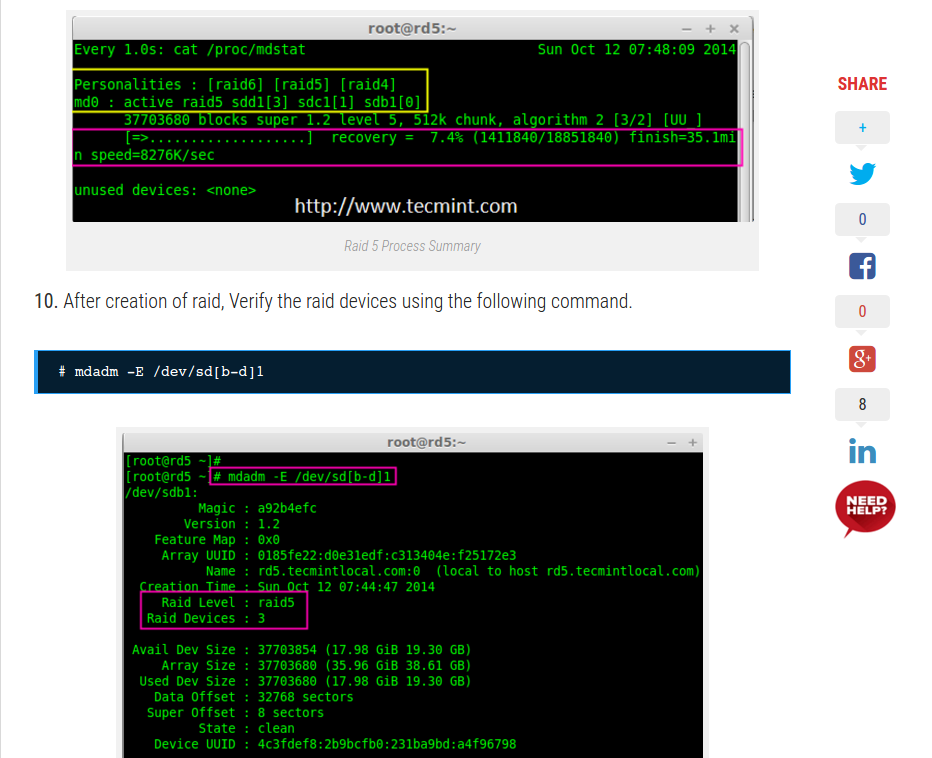 root@rd5:~
Every 1.0s: cat /proc/mdstat Sun Oct 12 07:48:09 2014
Personalities : [raid6] [raid5] [raid4]
md0 : active raid5 sdd1[3] sdc1[1] sdb1[0]
37703680 blocks super 1.2 level 5, 512k chunk, algorithm 2 [3/2] [UU_]
[=>...................] recovery = 7.4% (1411840/18851840) finish=35.1mi
n speed=8276K/sec
unused devices: <none>
http://www.tecmint.com
Raid 5 Process Summary
10. After creation of raid, Verify the raid devices using the following command.
# mdadm -E /dev/sd[b-d]1
root@rd5:~
[root@rd5 ~]#
[root@rd5 ~]# mdadm -E /dev/sd[b-d]1
/dev/sdb1:
Magic : a92b4efc
Version : 1.2
Feature Map : 0x0
Array UUID : 0185fe22:d0e31edf:c313404e:f25172e3
Name : rd5.tecmintlocal.com:0 (local to host rd5.tecmintlocal.com)
Creation Time : Sun Oct 12 07:44:47 2014
Raid Level : raid5
Raid Devices : 3
Avail Dev Size : 37703854 (17.98 GiB 19.30 GB)
Array Size : 37703680 (35.96 GiB 38.61 GB)
Used Dev Size : 37703680 (17.98 GiB 19.30 GB)
Data Offset : 32768 sectors
Super Offset : 8 sectors
State : clean
Device UUID : 4c3fdef8:2b9bcfb0:231ba9bd:a4f96798
SHARE
+
0
f
0
g+
8
in
NEED
HELP?